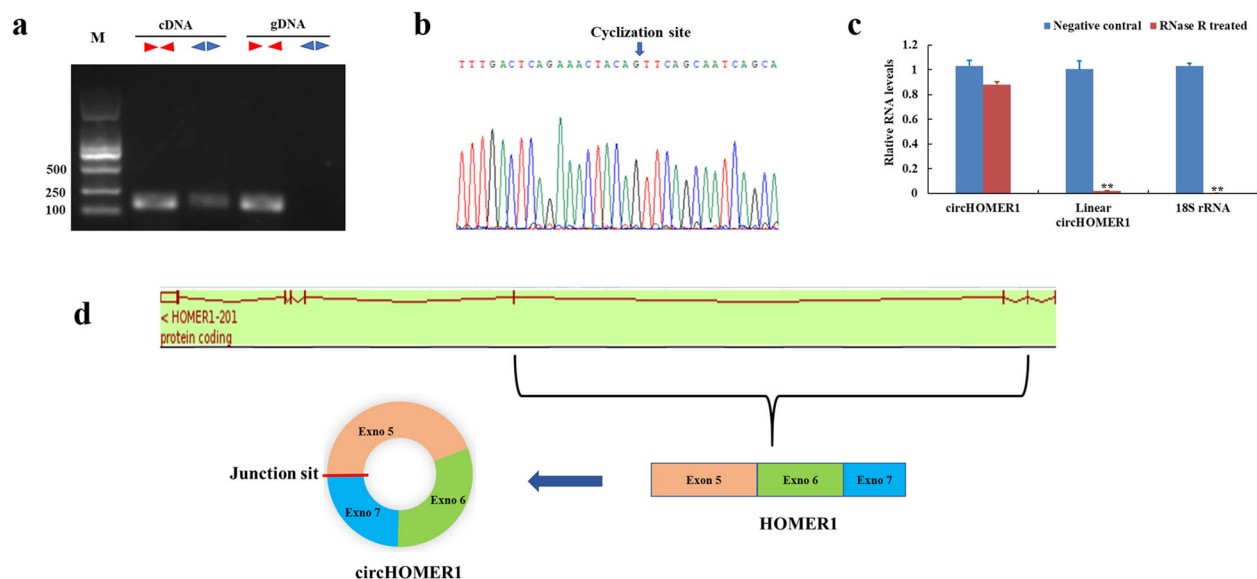 a
M
cDNA
gDNA
500
250
100
b
Cyclization site
TTTGACTCAGAAACTACAGTTCAGCAATCAGCA
c
Negative contral
RNase R treated
Rlative RNA leveals
1.2
1
0.8
0.6
0.4
0.2
0
**
**
circHOMER1
Linear
circHOMER1
18S rRNA
d
< HOMER1-201
protein coding
Exno 5
Junction sit
Exno 6
Exno 7
circHOMER1
Exon 5
Exno 6
Exno 7
HOMER1